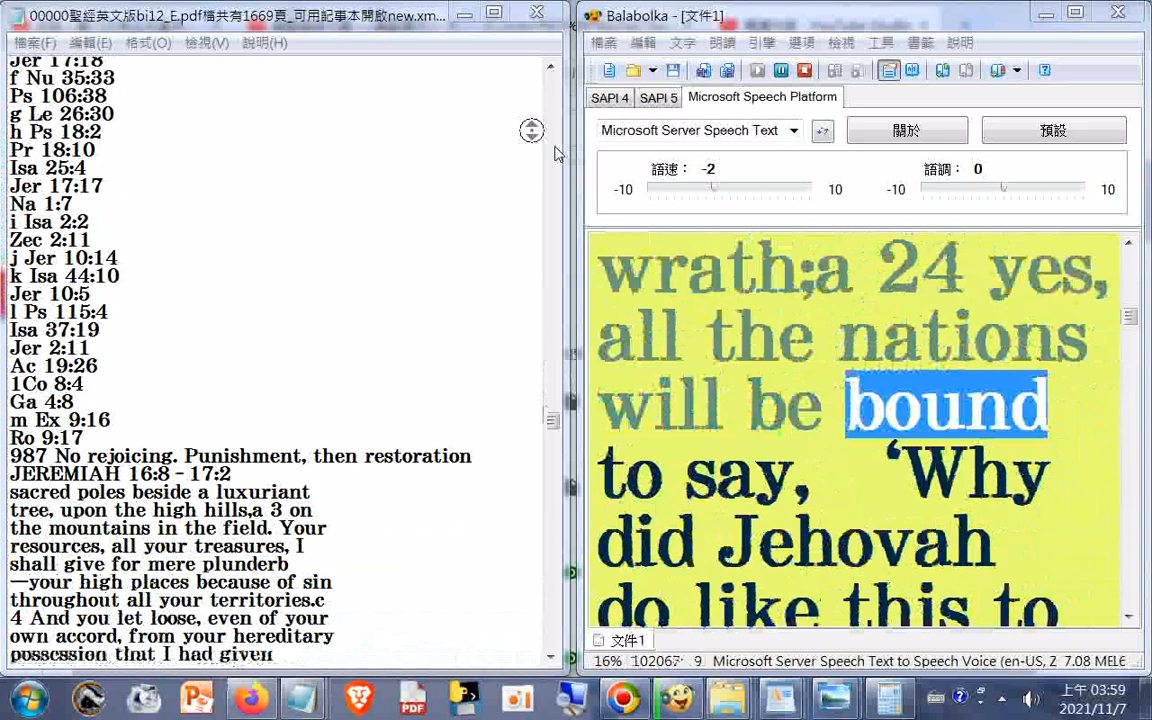 00000聖經英文版bi12_E.pdf檔共有1669頁_可用記事本開啟new.xm...
檔案(F) 編輯(E) 格式(O) 檢視(V) 說明(H)
Jer 17:18
f Nu 35:33
Ps 106:38
g Le 26:30
h Ps 18:2
Pr 18:10
Isa 25:4
Jer 17:17
Na 1:7
i Isa 2:2
Zec 2:11
j Jer 10:14
k Isa 44:10
Jer 10:5
l Ps 115:4
Isa 37:19
Jer 2:11
Ac 19:26
1Co 8:4
Ga 4:8
m Ex 9:16
Ro 9:17
987 No rejoicing. Punishment, then restoration
JEREMIAH 16:8 - 17:2
sacred poles beside a luxuriant
tree, upon the high hills,a 3 on
the mountains in the field. Your
resources, all your treasures, I
shall give for mere plunderb
—your high places because of sin
throughout all your territories.c
4 And you let loose, even of your
own accord, from your hereditary
possession that I had given
Balabolka - [文件1]
檔案 編輯 文字 朗讀 引擎 選項 檢視 工具 書籤 說明
SAPI 4 SAPI 5 Microsoft Speech Platform
Microsoft Server Speech Text 關於 預設
語速： -2 語調： 0
-10 10 -10 10
wrath;a 24 yes,
all the nations
will be bound
to say, ‘Why
did Jehovah
do like this to
文件1
16% 9 Microsoft Server Speech Text to Speech Voice (en-US, 2 7.08 MEL6
PDF
上午 03:59
2021/11/7